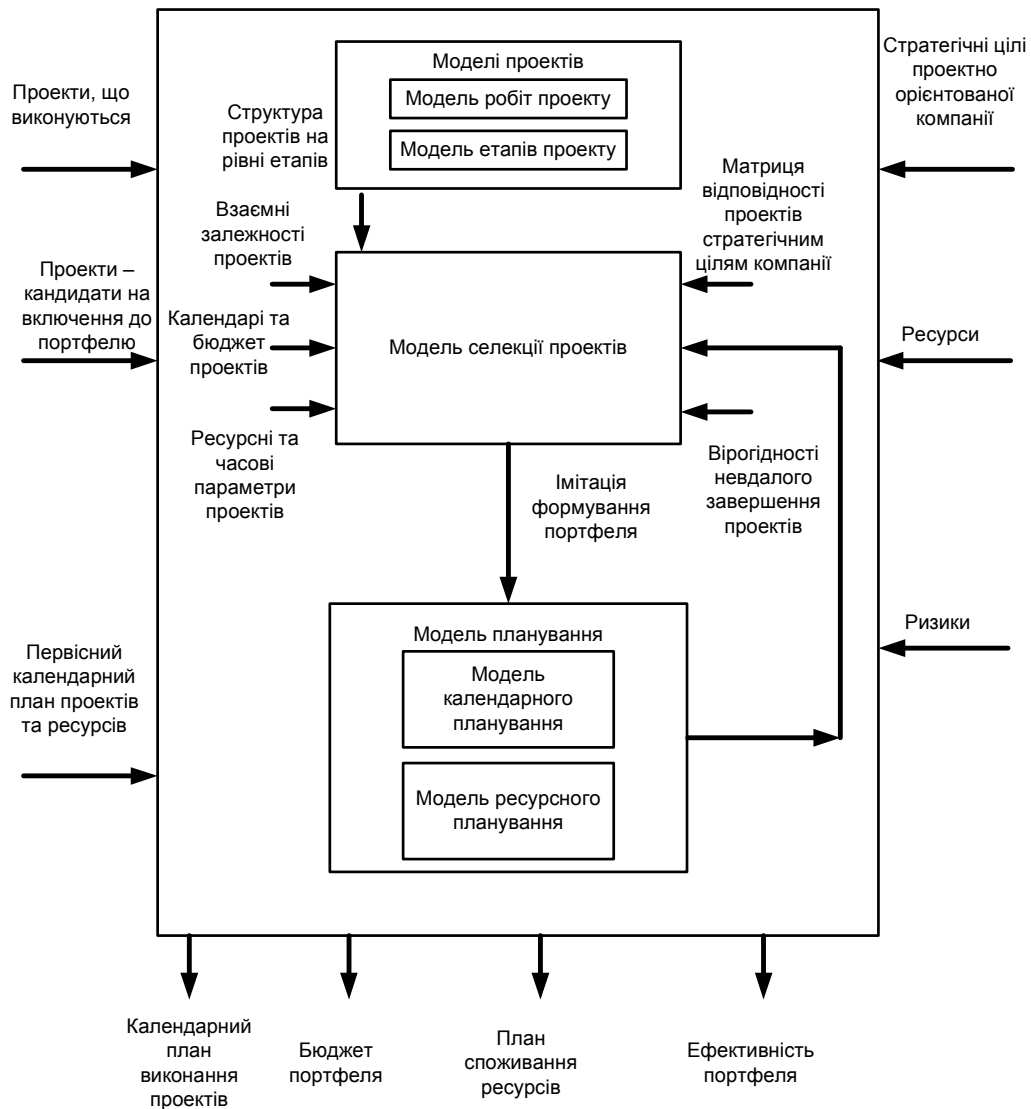 Моделі проектів
Модель робіт проекту
Модель етапів проекту
Стратегічні цілі
проектно
орієнтованої
компанії
Проекти, що
виконуються
Структура
проектів на
рівні етапів
Матриця
відповідності
проектів
стратегічним
цілям компанії
Взаємні
залежності
проектів
Проекти –
кандидати на
включення до
портфелю
Календарі та
бюджет
проектів
Модель селекції проектів
Ресурси
Ресурсні та
часові
параметри
проектів
Вірогідності
невдалого
завершення
проектів
Імітація
формування
портфеля
Ризики
Первісний
календарний
план проектів
та ресурсів
Модель планування
Модель
календарного
планування
Модель ресурсного
планування
Календарний
план
виконання
проектів
Бюджет
портфеля
План
споживання
ресурсів
Ефективність
портфеля